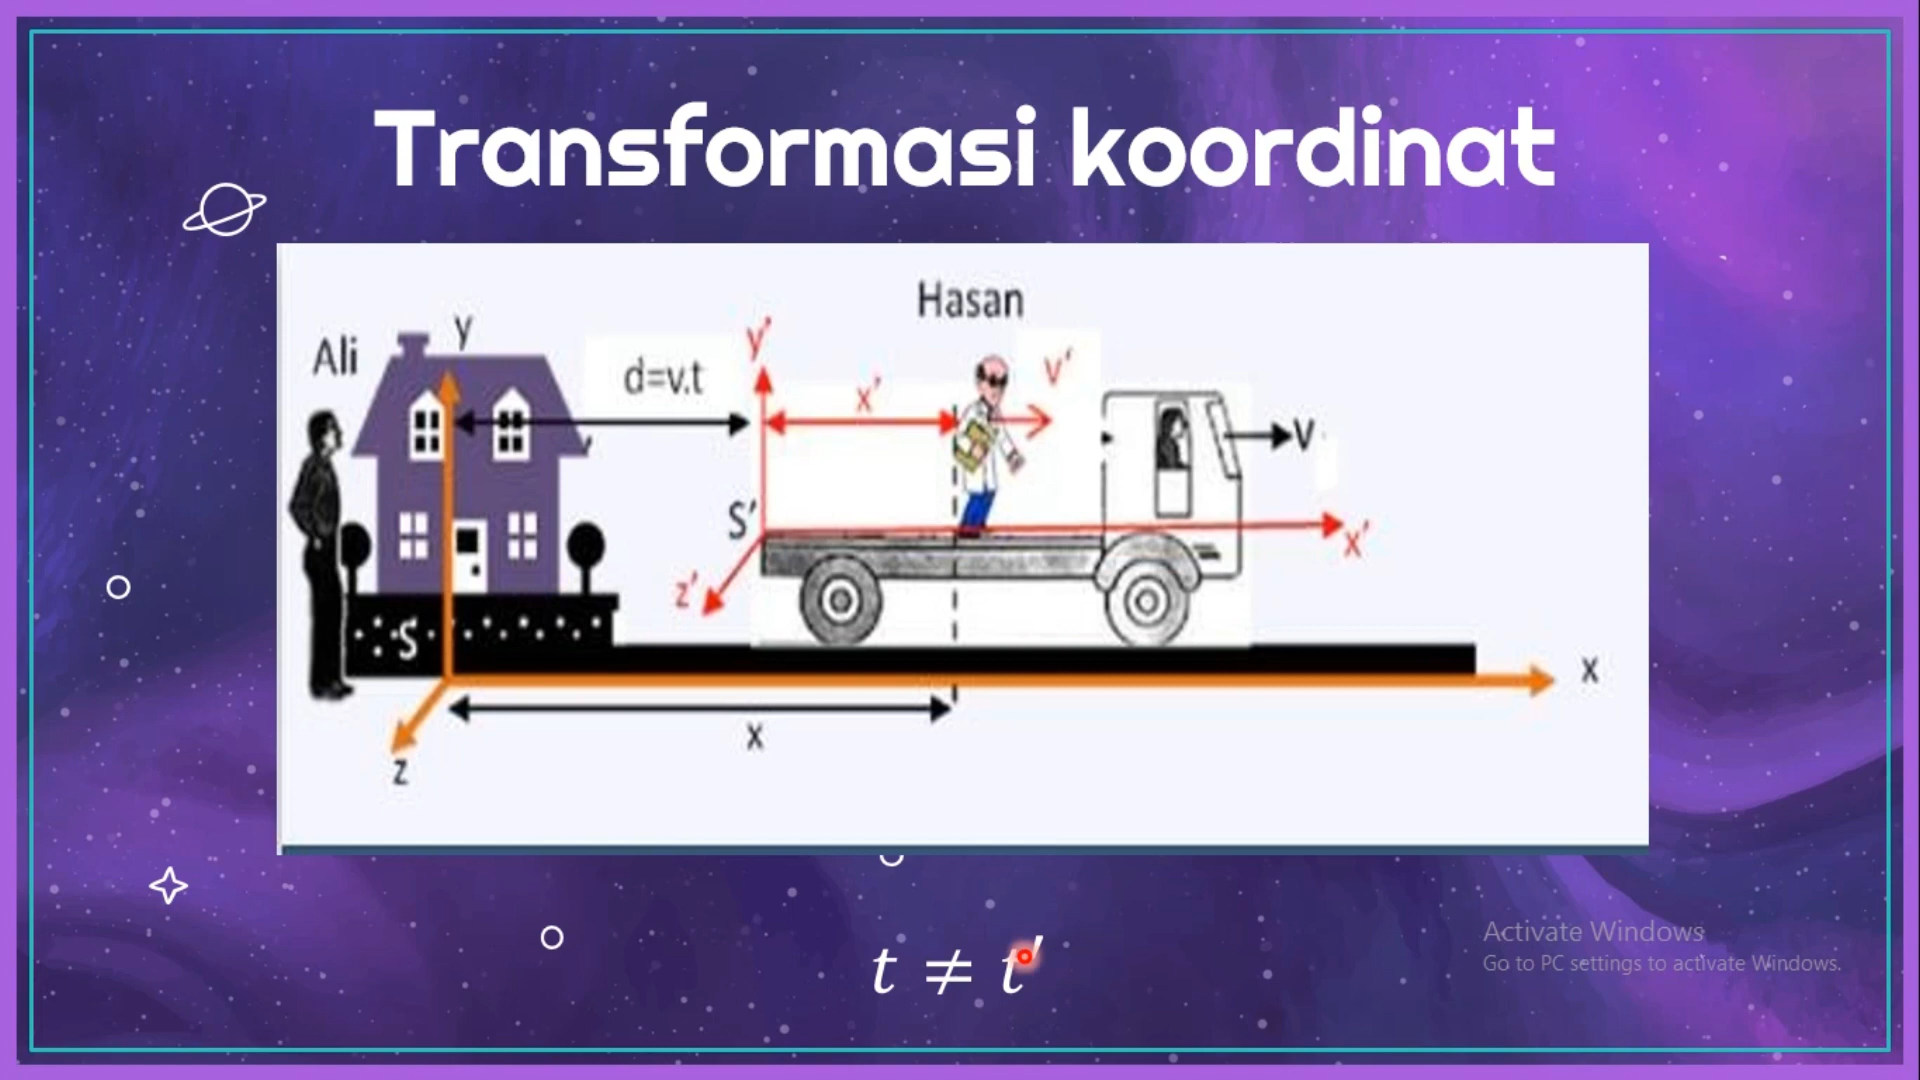 Transformasi koordinat
Hasan
Ali
y
d=v.t
y'
x'
v'
V
S'
x'
z'
S
x
x
z
t ≠ t'
Activate Windows
Go to PC settings to activate Windows.